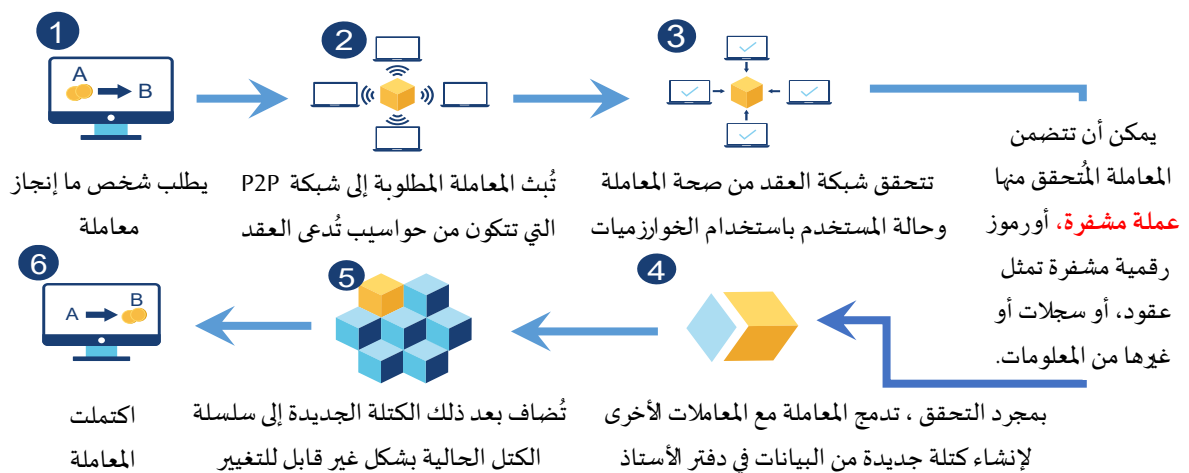 1
A
B
يطلب شخص ما إنجاز
معاملة
2
تُبث المعاملة المطلوبة إلى شبكة P2P
التي تتكون من حواسيب تُدعى العقد
3
تتحقق شبكة العقد من صحة المعاملة
وحالة المستخدم باستخدام الخوارزميات
يمكن أن تتضمن
المعاملة المُتحقق منها
عملة مشفرة، أورموز
رقمية مشفرة تمثل
عقود، أو سجلات أو
غيرها من المعلومات.
4
بمجرد التحقق ، تدمج المعاملة مع المعاملات الأخرى
لإنشاء كتلة جديدة من البيانات في دفتر الأستاذ
5
تُضاف بعد ذلك الكتلة الجديدة إلى سلسلة
الكتل الحالية بشكل غير قابل للتغيير
6
A
B
اكتملت
المعاملة